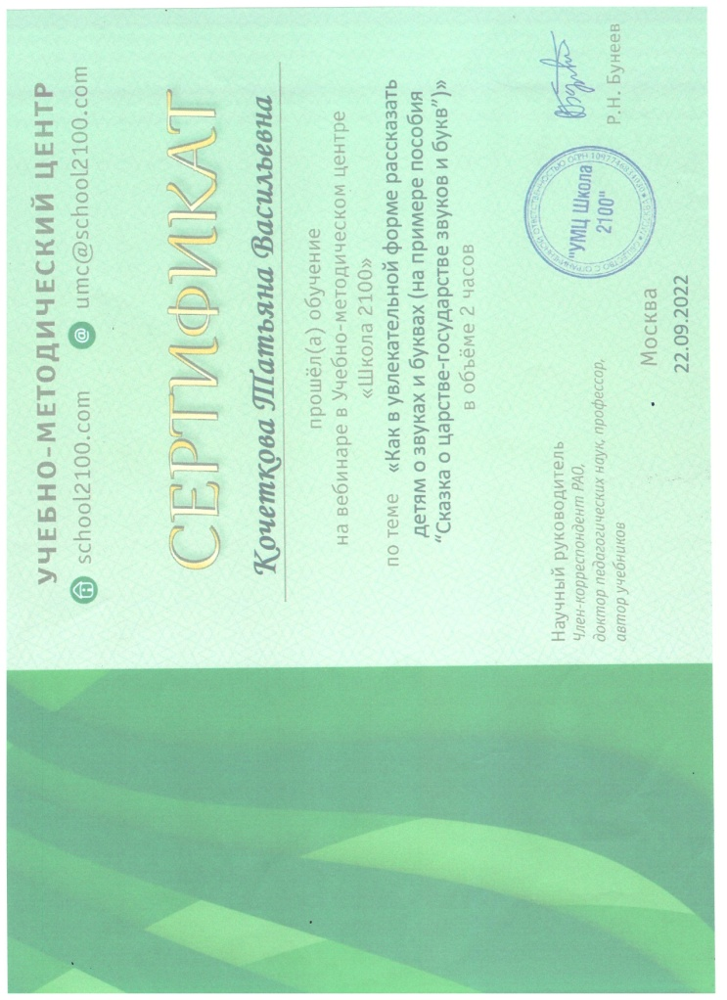 УЧЕБНО-МЕТОДИЧЕСКИЙ ЦЕНТР
school2100.com @ umc@school2100.com
СЕРТИФИКАТ
Кочеткова Татьяна Васильевна
прошёл(а) обучение
на вебинаре в Учебно-методическом центре
«Школа 2100»
по теме «Как в увлекательной форме рассказать
детям о звуках и буквах (на примере пособия
“Сказка о царстве-государстве звуков и букв”)»
в объёме 2 часов
Научный руководитель
Член-корреспондент РАО,
доктор педагогических наук, профессор,
автор учебников
"УМЦ Школа
2100"
Р.Н. Бунеев
Москва
22.09.2022